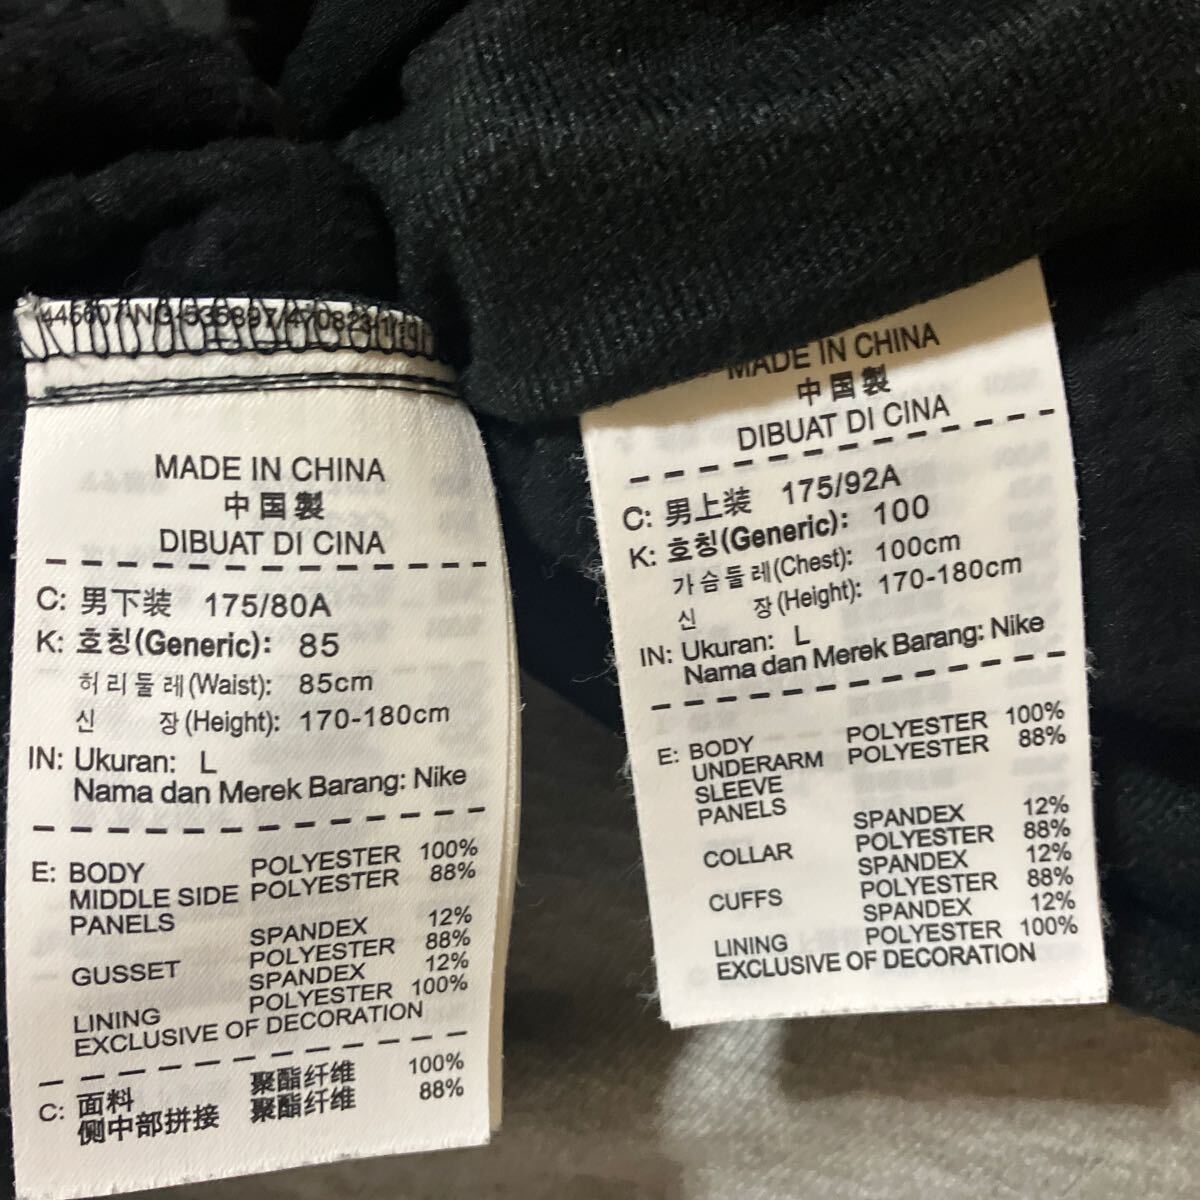 MADE IN CHINA
中国製
DIBUAT DI CINA
C: 男下装 175/80A
K: 호칭(Generic): 85
허리둘레(Waist): 85cm
신 장(Height): 170-180cm
IN: Ukuran: L
Nama dan Merek Barang: Nike
E: BODY POLYESTER 100%
MIDDLE SIDE POLYESTER 88%
PANELS
SPANDEX 12%
GUSSET POLYESTER 88%
SPANDEX 12%
LINING POLYESTER 100%
EXCLUSIVE OF DECORATION
C: 面料 聚酯纤维 100%
侧中部拼接 聚酯纤维 88%
MADE IN CHINA
中国製
DIBUAT DI CINA
C: 男上装 175/92A
K: 호칭(Generic): 100
가슴둘레(Chest): 100cm
신 장(Height): 170-180cm
IN: Ukuran: L
Nama dan Merek Barang: Nike
E: BODY POLYESTER 100%
UNDERARM POLYESTER 88%
SLEEVE
PANELS SPANDEX 12%
COLLAR POLYESTER 88%
SPANDEX 12%
CUFFS POLYESTER 88%
SPANDEX 12%
LINING POLYESTER 100%
EXCLUSIVE OF DECORATION